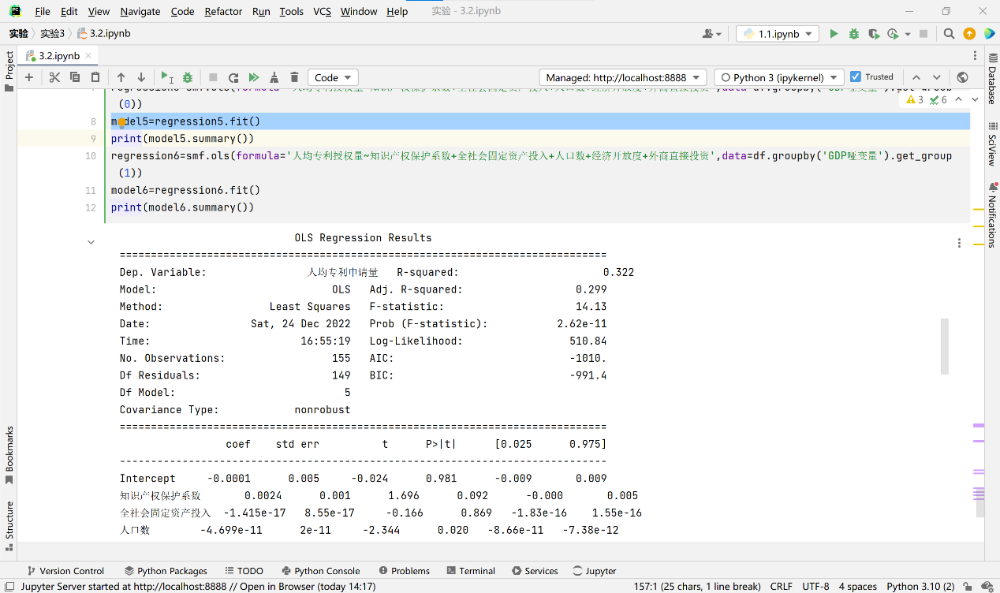 File Edit View Navigate Code Refactor Run Tools VCS Window Help 实验 - 3.2.ipynb
实验 实验3 3.2.ipynb 1.1.ipynb
3.2.ipynb
Code Managed: http://localhost:8888 Python 3 (ipykernel) Trusted
3 6
(0))
8 model5=regression5.fit()
9 print(model5.summary())
10 regression6=smf.ols(formula='人均专利授权量~知识产权保护系数+全社会固定资产投入+人口数+经济开放度+外商直接投资',data=df.groupby('GDP哑变量').get_group
(1))
11 model6=regression6.fit()
12 print(model6.summary())
OLS Regression Results
==============================================================================
Dep. Variable: 人均专利申请量 R-squared: 0.322
Model: OLS Adj. R-squared: 0.299
Method: Least Squares F-statistic: 14.13
Date: Sat, 24 Dec 2022 Prob (F-statistic): 2.62e-11
Time: 16:55:19 Log-Likelihood: 510.84
No. Observations: 155 AIC: -1010.
Df Residuals: 149 BIC: -991.4
Df Model: 5
Covariance Type: nonrobust
==============================================================================
coef std err t P>|t| [0.025 0.975]
------------------------------------------------------------------------------
Intercept -0.0001 0.005 -0.024 0.981 -0.009 0.009
知识产权保护系数 0.0024 0.001 1.696 0.092 -0.000 0.005
全社会固定资产投入 -1.415e-17 8.55e-17 -0.166 0.869 -1.83e-16 1.55e-16
人口数 -4.699e-11 2e-11 -2.344 0.020 -8.66e-11 -7.38e-12
Project
Bookmarks
Structure
Database
SciView
Notifications
Version Control Python Packages TODO Python Console Problems Terminal Services Jupyter
Jupyter Server started at http://localhost:8888 // Open in Browser (today 14:17) 157:1 (25 chars, 1 line break) CRLF UTF-8 4 spaces Python 3.10 (2)